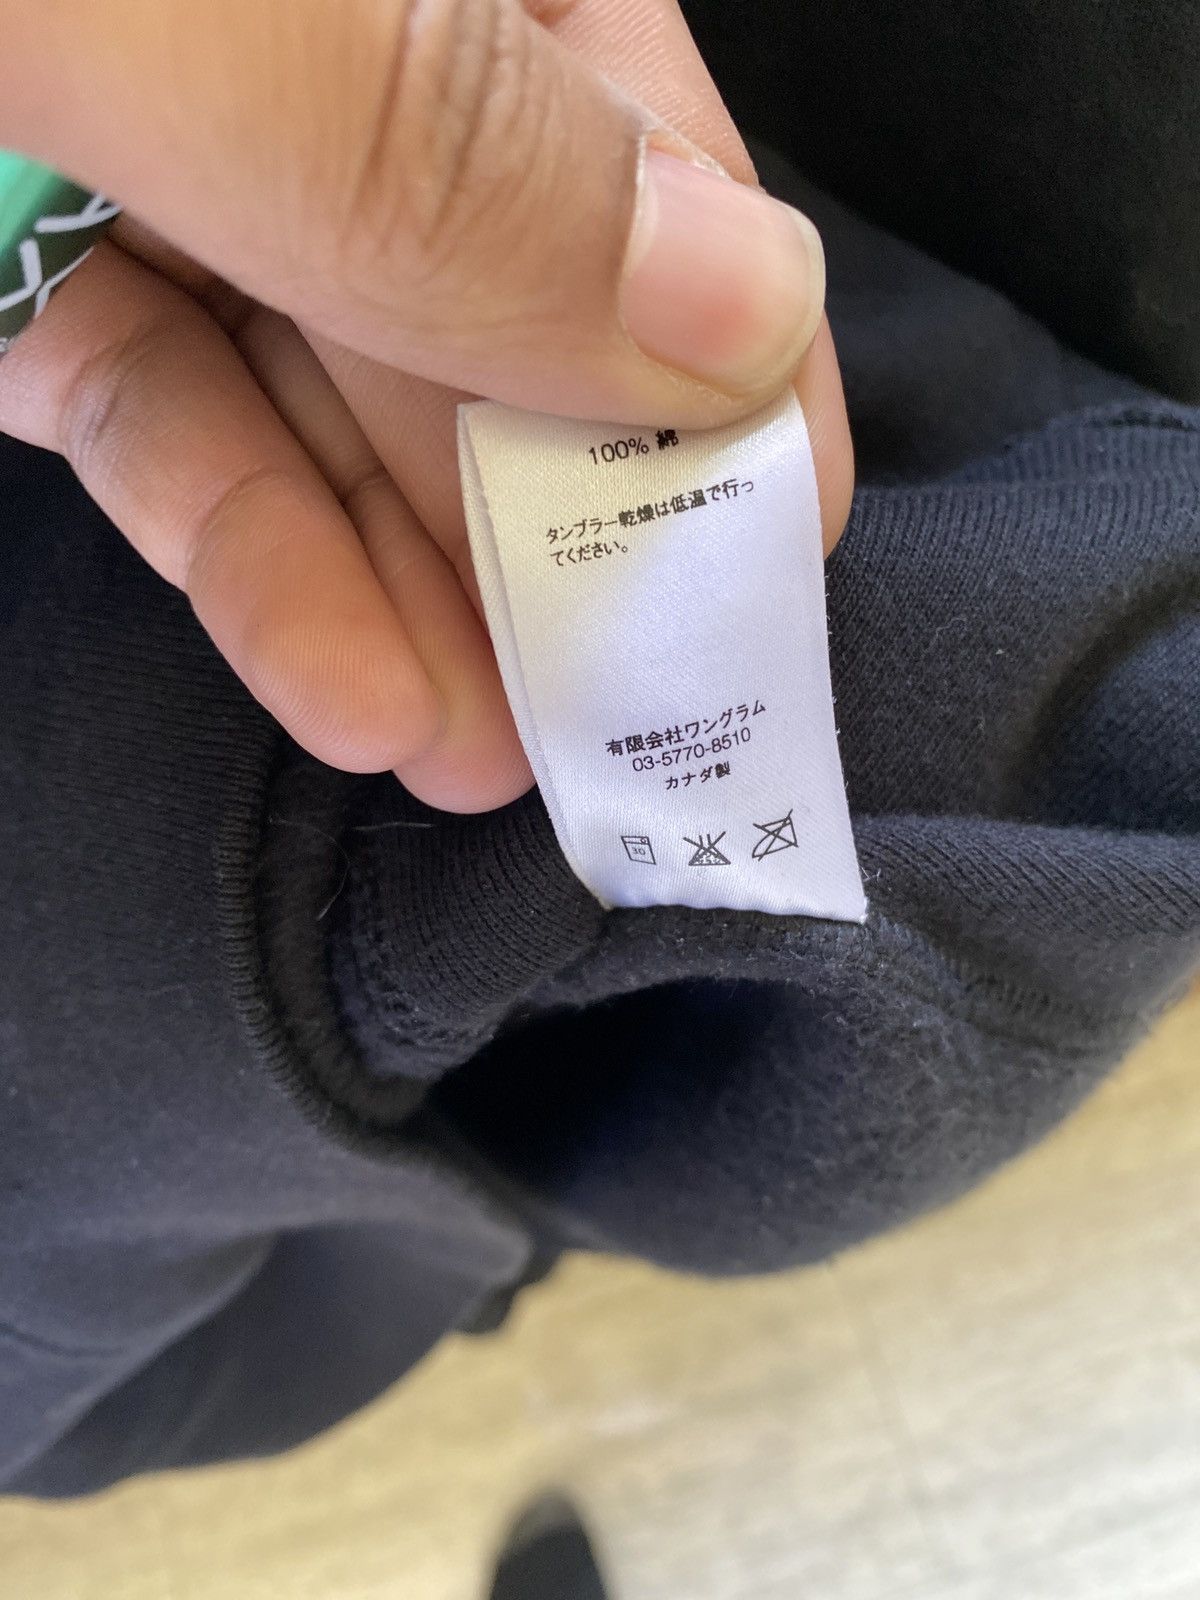 100% 綿
タンブラー乾燥は低温で行っ
てください。
有限会社ワングラム
03-5770-8510
カナダ製
30